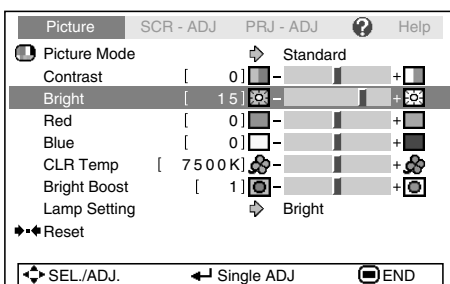 Picture SCR - ADJ PRJ - ADJ ? Help
Picture Mode Standard
Contrast [ 0] - +
Bright [ 15] - +
Red [ 0] - +
Blue [ 0] - +
CLR Temp [ 7500K] - +
Bright Boost [ 1] - +
Lamp Setting Bright
Reset
SEL./ADJ. Single ADJ END